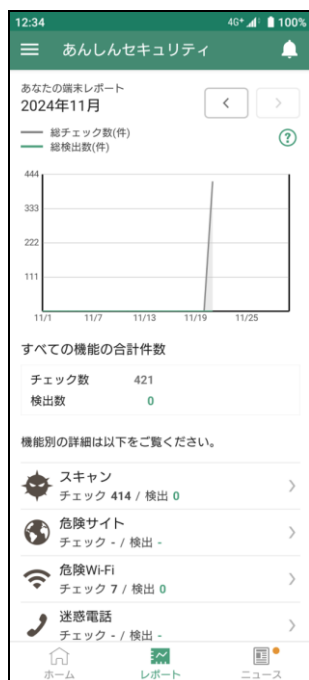 12:34 4G+ 100%
あんしんセキュリティ
あなたの端末レポート
2024年11月
総チェック数(件)
総検出数(件)
444
333
222
111
11/1 11/7 11/13 11/19 11/25
すべての機能の合計件数
チェック数 421
検出数 0
機能別の詳細は以下をご覧ください。
スキャン
チェック 414 / 検出 0
危険サイト
チェック - / 検出 -
危険Wi-Fi
チェック 7 / 検出 0
迷惑電話
チェック - / 検出 -
ホーム レポート ニュース